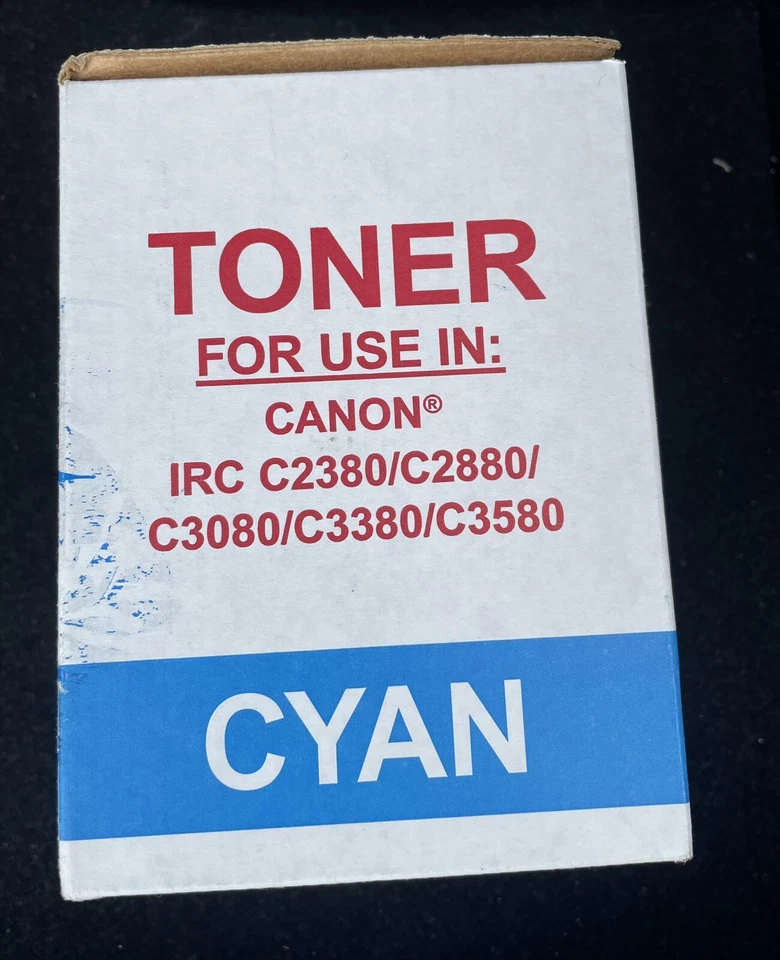 TONER
FOR USE IN:
CANON®
IRC C2380/C2880/
C3080/C3380/C3580
CYAN